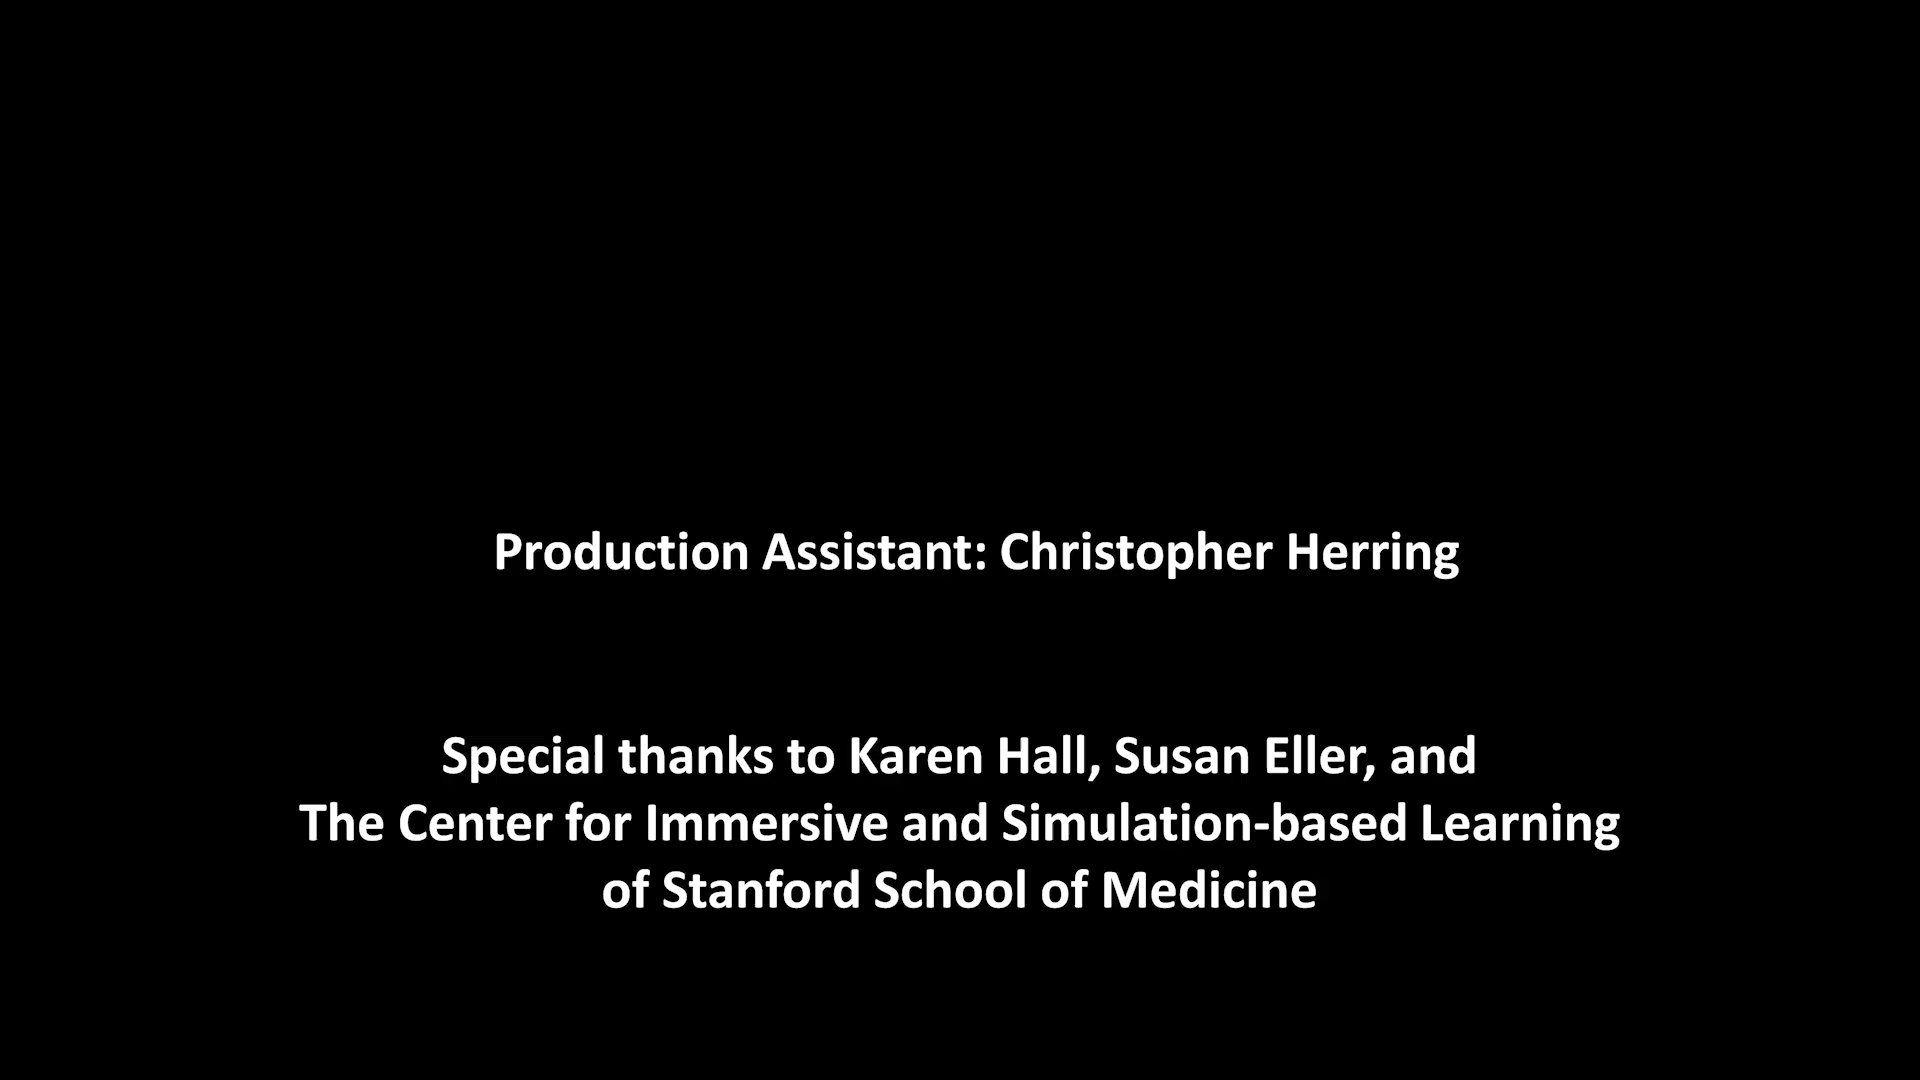 Production Assistant: Christopher Herring
Special thanks to Karen Hall, Susan Eller, and
The Center for Immersive and Simulation-based Learning
of Stanford School of Medicine